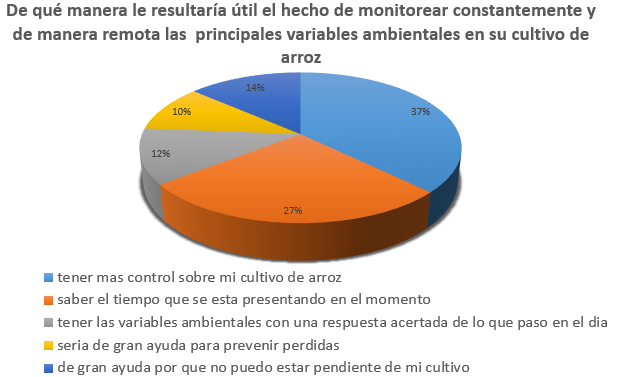 De qué manera le resultaría útil el hecho de monitorear constantemente y
de manera remota las principales variables ambientales en su cultivo de
arroz
14%
37%
10%
12%
27%
tener mas control sobre mi cultivo de arroz
saber el tiempo que se esta presentando en el momento
tener las variables ambientales con una respuesta acertada de lo que paso en el dia
seria de gran ayuda para prevenir perdidas
de gran ayuda por que no puedo estar pendiente de mi cultivo